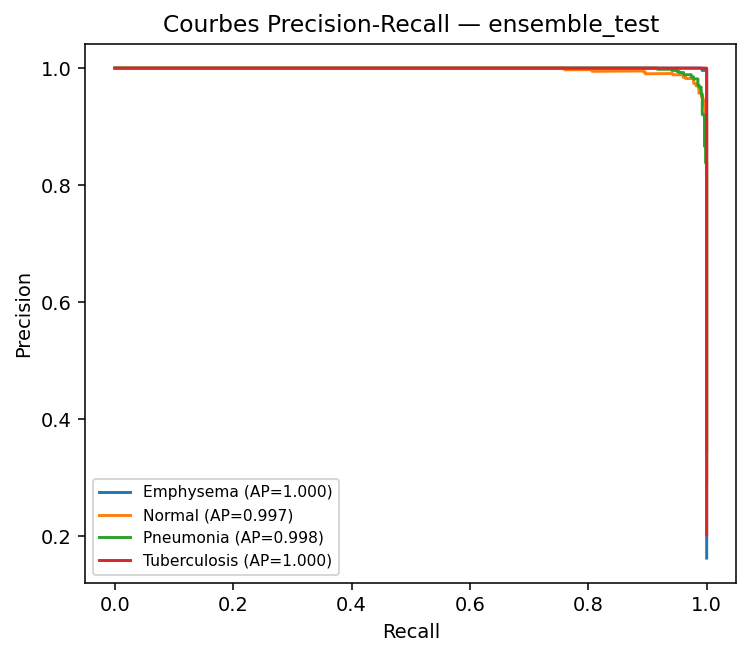 Courbes Precision-Recall — ensemble_test
Precision
1.0
0.8
0.6
0.4
0.2
Emphysema (AP=1.000)
Normal (AP=0.997)
Pneumonia (AP=0.998)
Tuberculosis (AP=1.000)
0.0 0.2 0.4 0.6 0.8 1.0
Recall